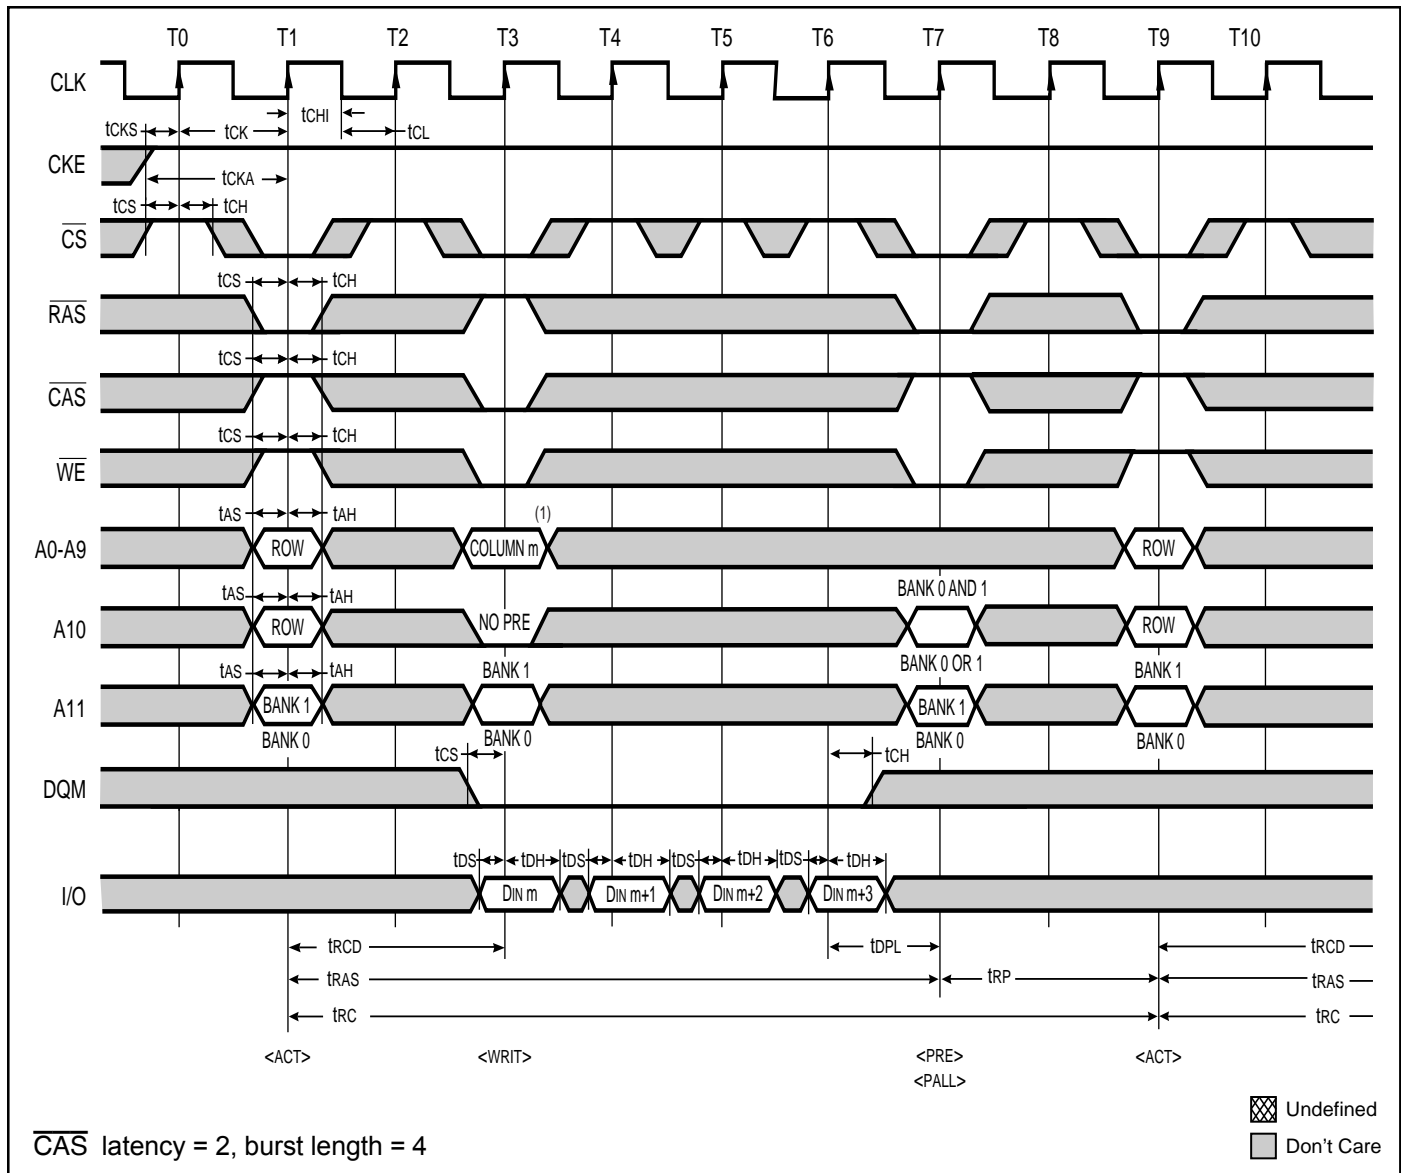 T0 T1 T2 T3 T4 T5 T6 T7 T8 T9 T10
CLK
tCHI
tCKS tCK tCL
CKE
tCKA
tCS tCH
CS
tCS tCH
RAS
tCS tCH
CAS
tCS tCH
WE
tAS tAH (1)
A0-A9 ROW COLUMN m ROW
tAS tAH BANK 0 AND 1
A10 ROW NO PRE ROW
tAS tAH BANK 1 BANK 0 OR 1 BANK 1
A11 BANK 1 BANK 1
BANK 0 BANK 0 BANK 0 BANK 0
tCS tCH
DQM
tDS tDH tDS tDH tDS tDH tDS tDH
I/O DIN m DIN m+1 DIN m+2 DIN m+3
tRCD tDPL tRCD
tRAS tRP tRAS
tRC tRC
<ACT> <WRIT> <PRE> <ACT>
<PALL>
Undefined
CAS latency = 2, burst length = 4 Don't Care